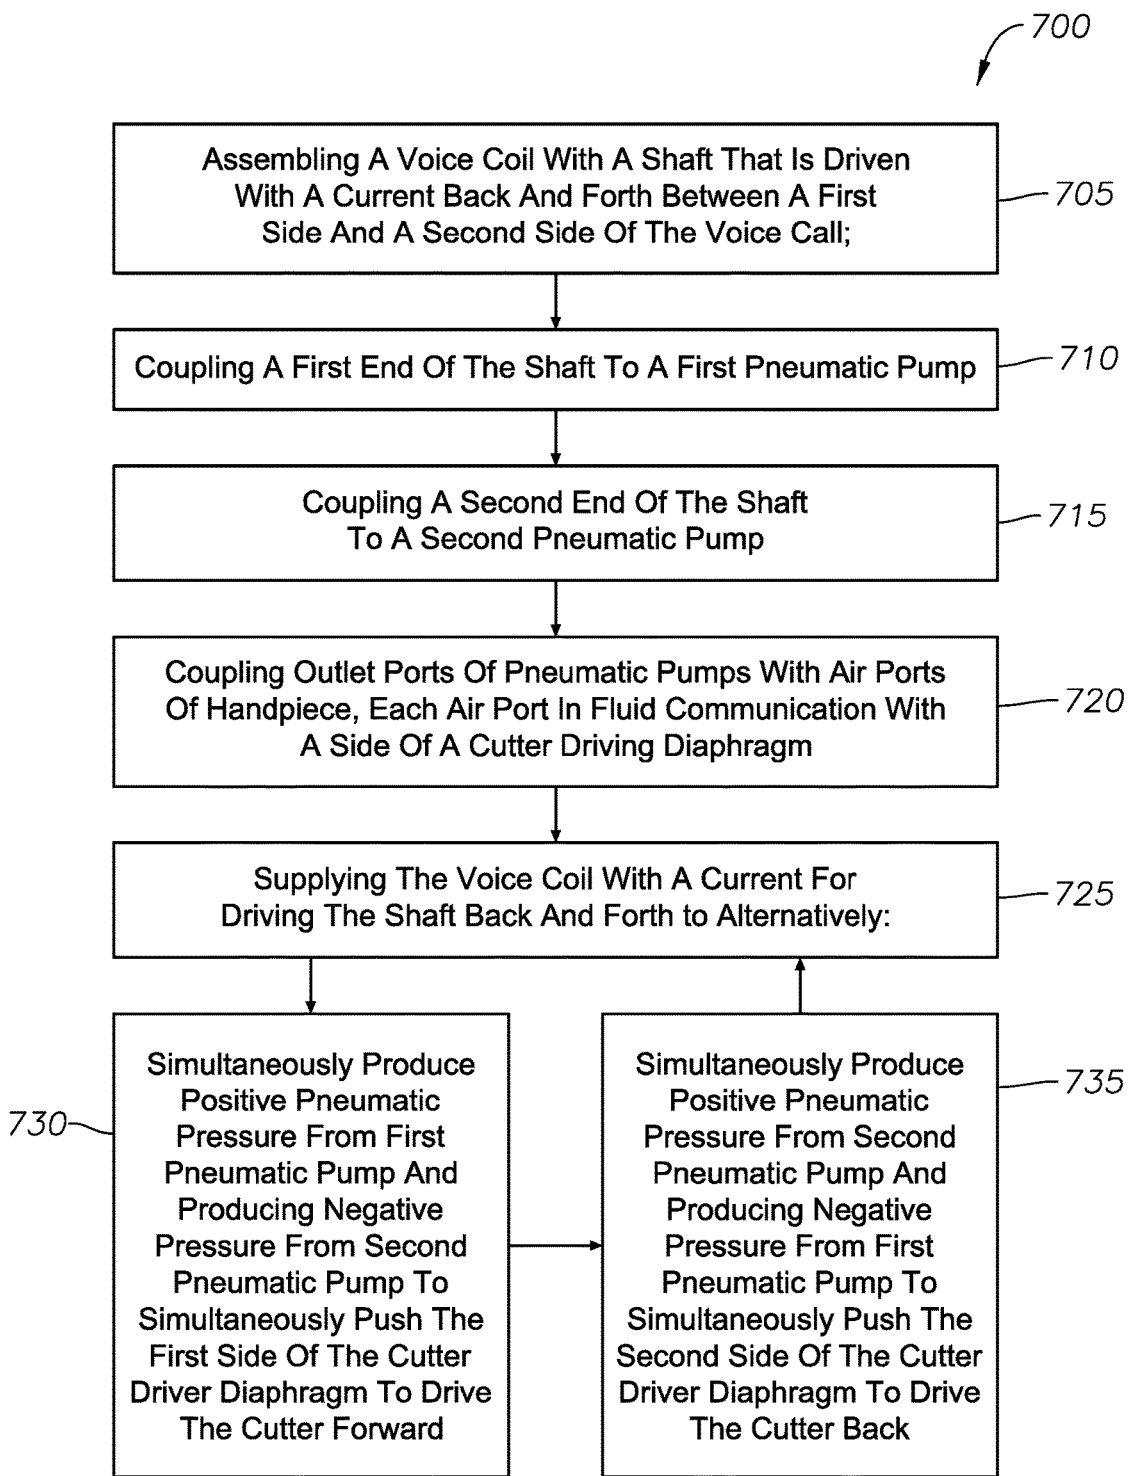 700
Assembling A Voice Coil With A Shaft That Is Driven
With A Current Back And Forth Between A First
Side And A Second Side Of The Voice Call;
705
Coupling A First End Of The Shaft To A First Pneumatic Pump
710
Coupling A Second End Of The Shaft
To A Second Pneumatic Pump
715
Coupling Outlet Ports Of Pneumatic Pumps With Air Ports
Of Handpiece, Each Air Port In Fluid Communication With
A Side Of A Cutter Driving Diaphragm
720
Supplying The Voice Coil With A Current For
Driving The Shaft Back And Forth to Alternatively:
725
730
Simultaneously Produce
Positive Pneumatic
Pressure From First
Pneumatic Pump And
Producing Negative
Pressure From Second
Pneumatic Pump To
Simultaneously Push The
First Side Of The Cutter
Driver Diaphragm To Drive
The Cutter Forward
Simultaneously Produce
Positive Pneumatic
Pressure From Second
Pneumatic Pump And
Producing Negative
Pressure From First
Pneumatic Pump To
Simultaneously Push The
Second Side Of The Cutter
Driver Diaphragm To Drive
The Cutter Back
735